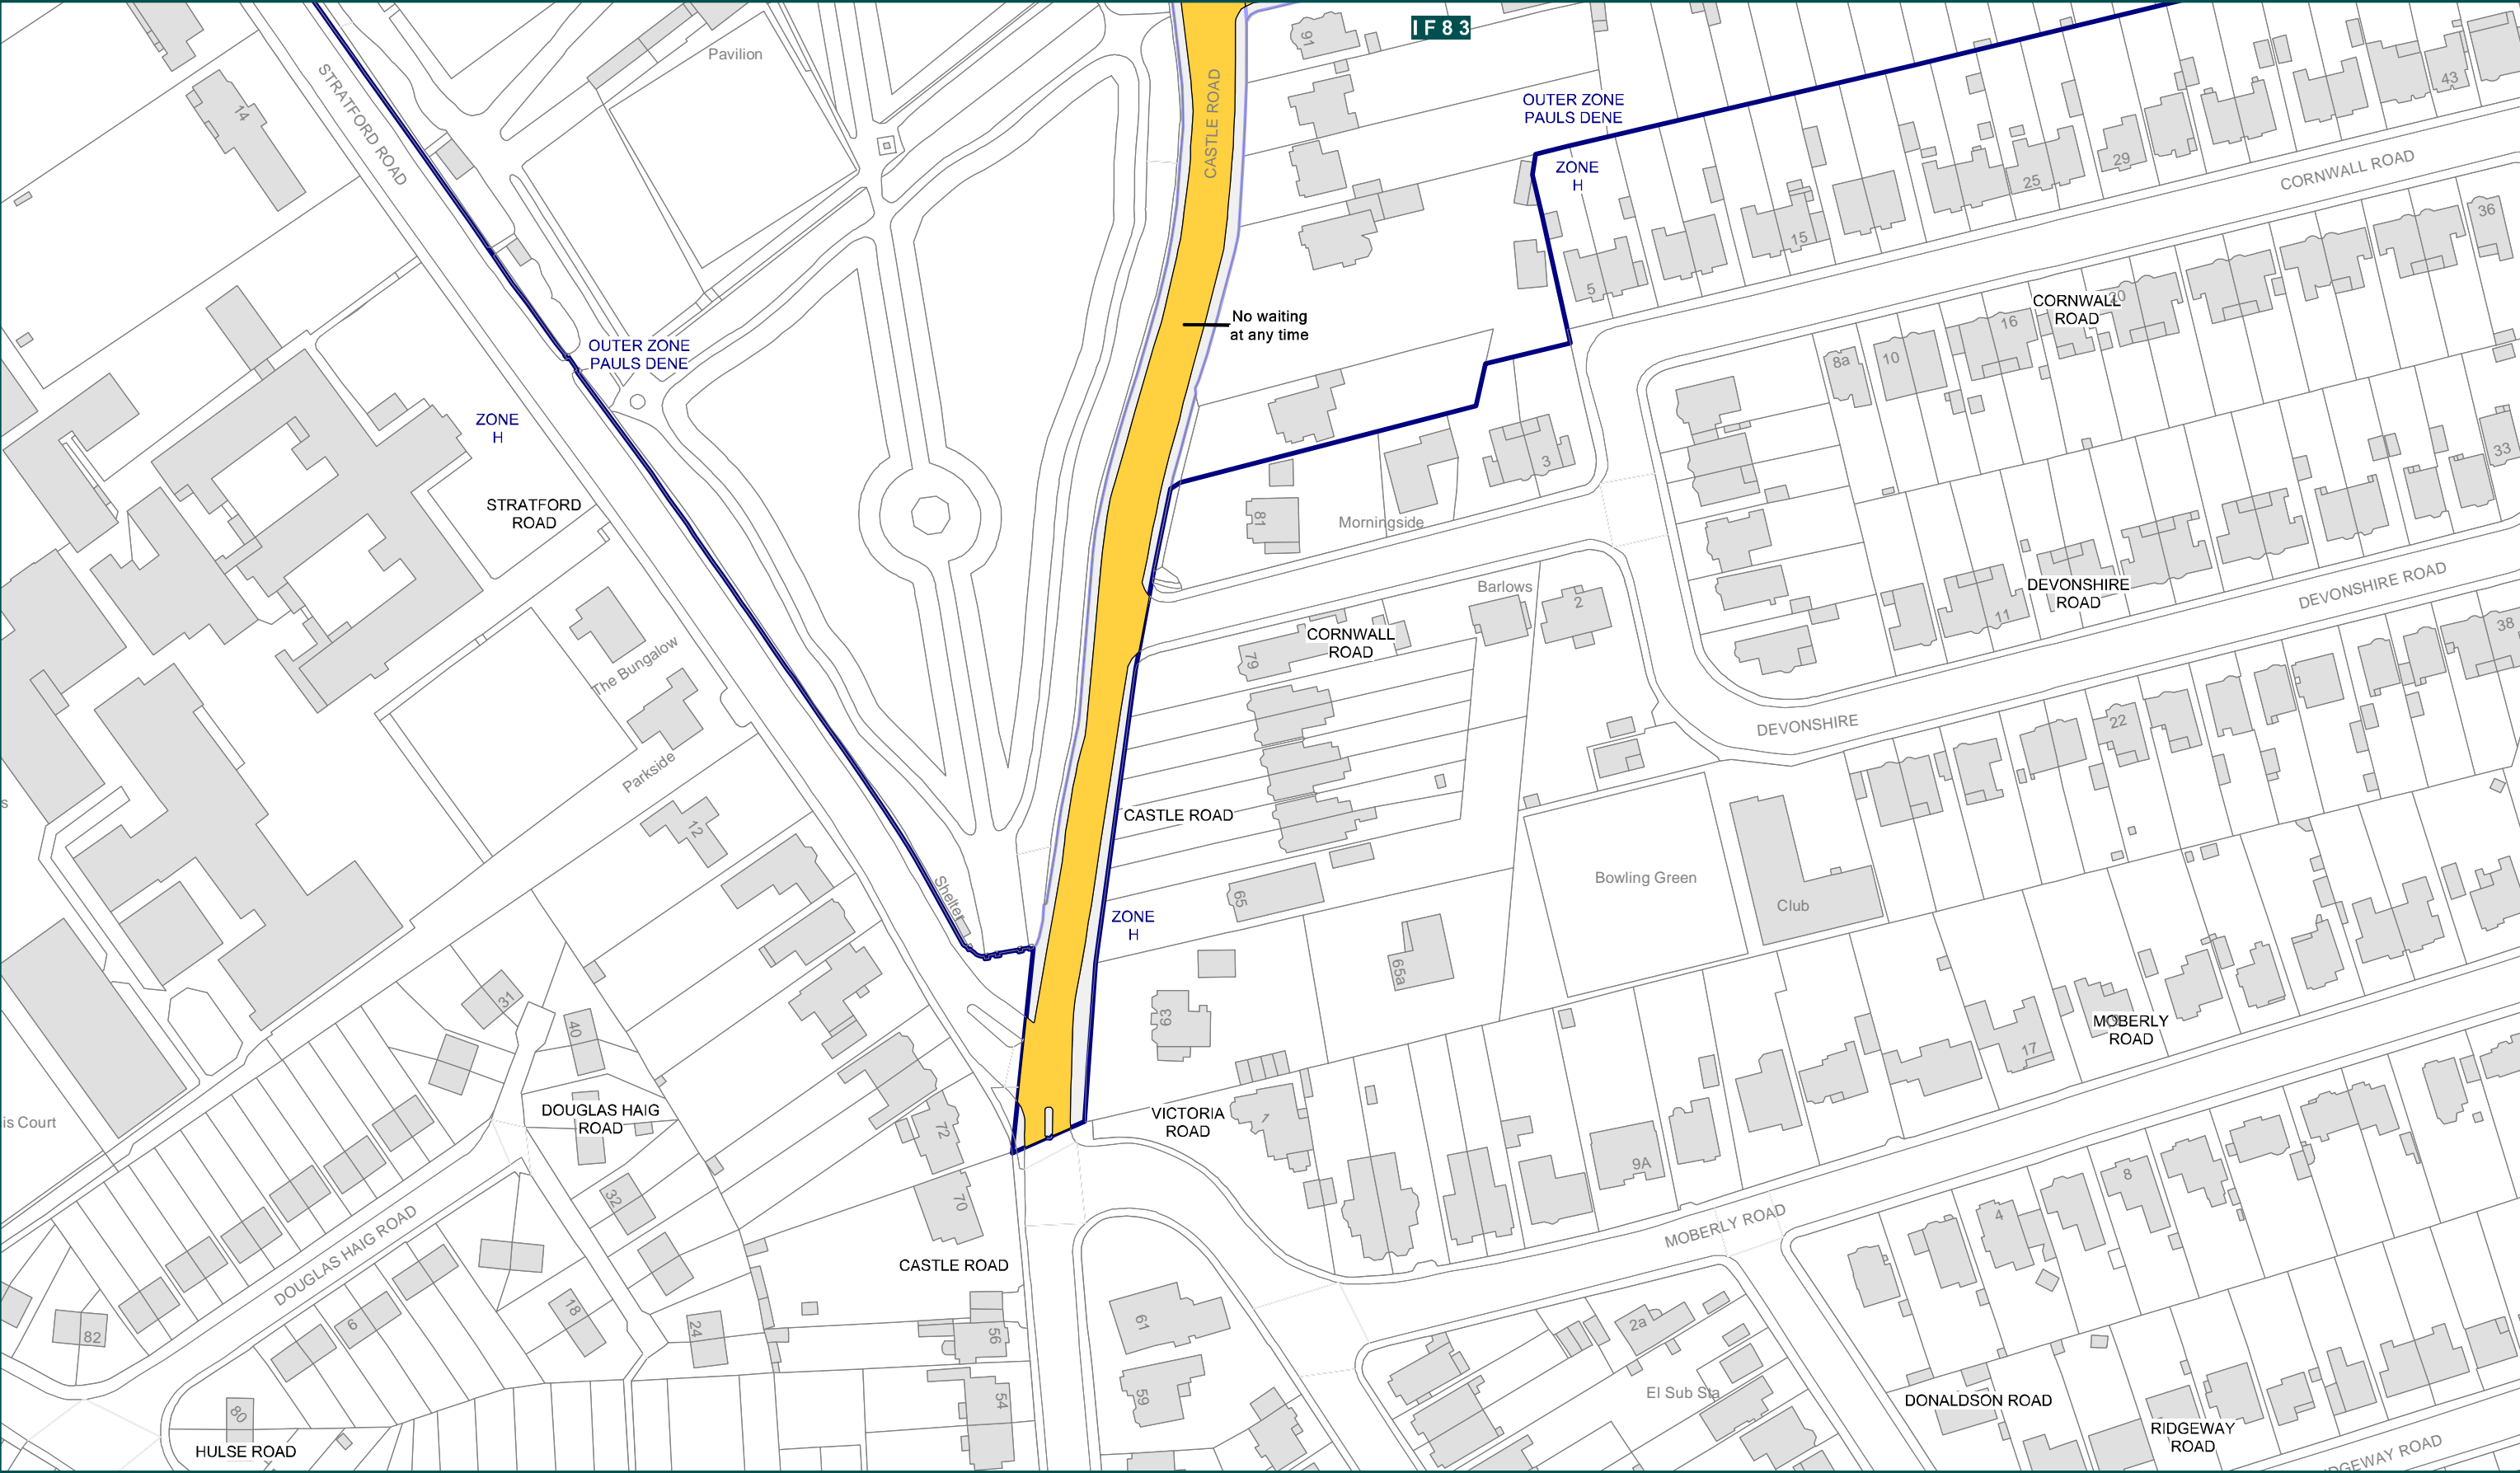 IF83
91
Pavilion
STRATFORD ROAD
14
CASTLE ROAD
OUTER ZONE
PAULS DENE
ZONE
H
43
29
25
15
5
CORNWALL ROAD
36
No waiting
at any time
OUTER ZONE
PAULS DENE
ZONE
H
STRATFORD
ROAD
CORNWALL
ROAD
20
16
10
8a
33
3
81
Morningside
Barlows
2
11
DEVONSHIRE
ROAD
DEVONSHIRE ROAD
38
The Bungalow
Parkside
CORNWALL
ROAD
79
DEVONSHIRE
22
12
CASTLE ROAD
Shelter
65
ZONE
H
65a
Bowling Green
Club
63
31
40
DOUGLAS HAIG
ROAD
is Court
72
70
32
VICTORIA
ROAD
1
9A
17
MOBERLY
ROAD
MOBERLY ROAD
8
4
DOUGLAS HAIG ROAD
CASTLE ROAD
82
6
18
24
56
54
61
59
2a
El Sub Sta
DONALDSON ROAD
RIDGEWAY
ROAD
DGEWAY ROAD
80
HULSE ROAD